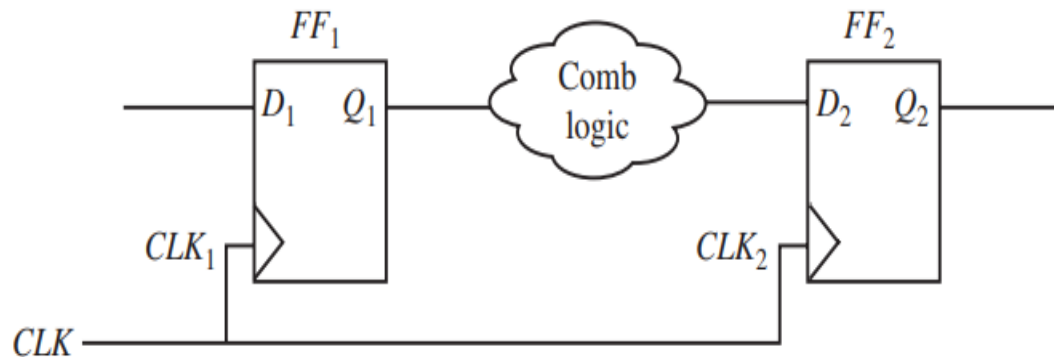 FF₁
FF₂
Comb
logic
D₁
Q₁
D₂
Q₂
CLK₁
CLK₂
CLK